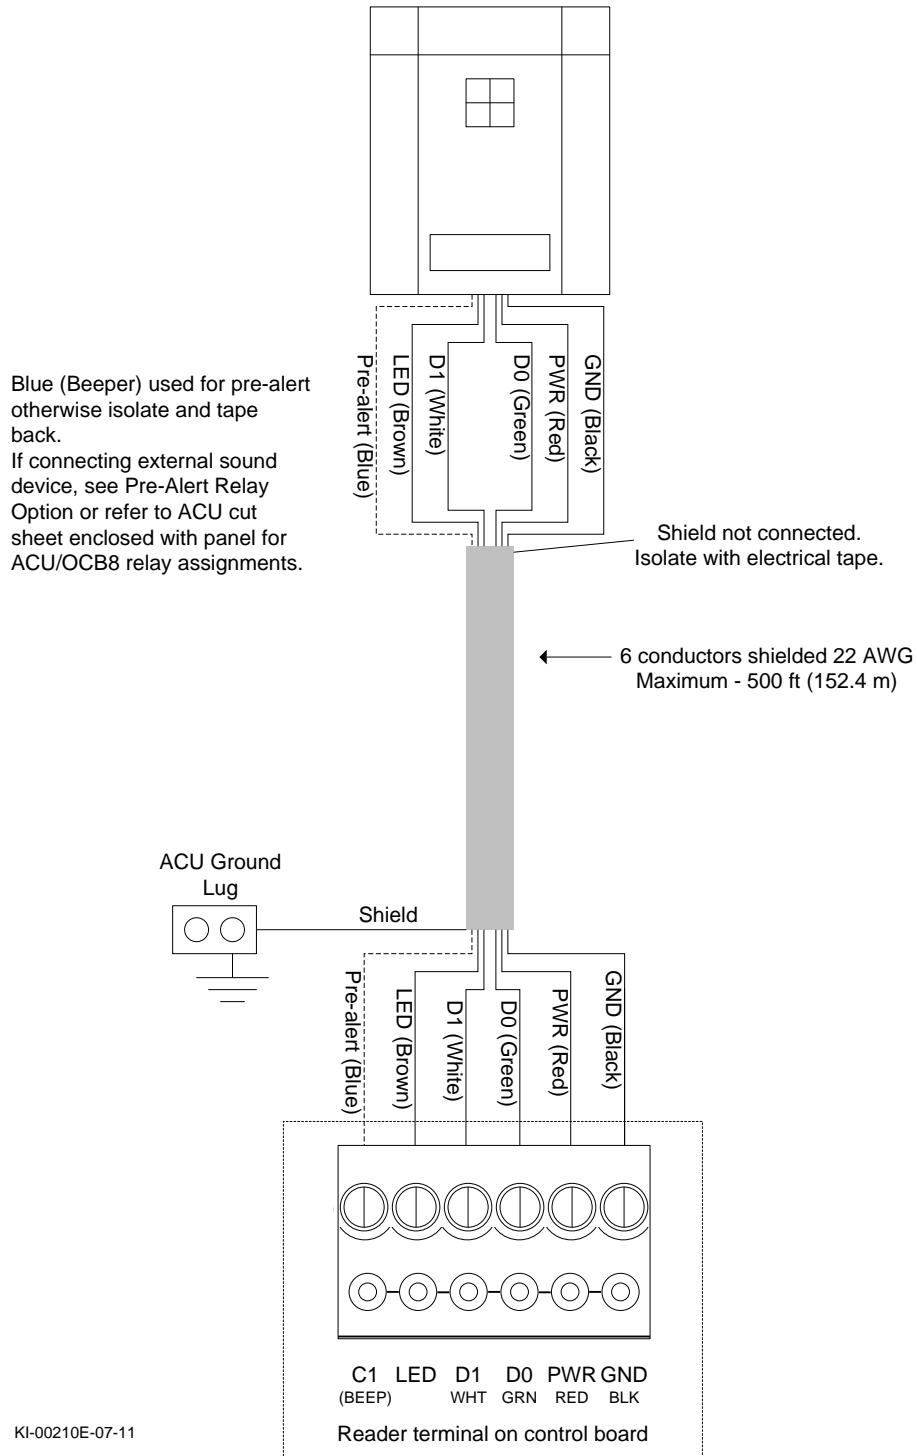 Pre-alert (Blue)
LED (Brown)
D1 (White)
D0 (Green)
PWR (Red)
GND (Black)
Blue (Beeper) used for pre-alert
otherwise isolate and tape
back.
If connecting external sound
device, see Pre-Alert Relay
Option or refer to ACU cut
sheet enclosed with panel for
ACU/OCB8 relay assignments.
Shield not connected.
Isolate with electrical tape.
6 conductors shielded 22 AWG
Maximum - 500 ft (152.4 m)
ACU Ground
Lug
Shield
Pre-alert (Blue)
LED (Brown)
D1 (White)
D0 (Green)
PWR (Red)
GND (Black)
C1 LED D1 D0 PWR GND
(BEEP) WHT GRN RED BLK
Reader terminal on control board
KI-00210E-07-11